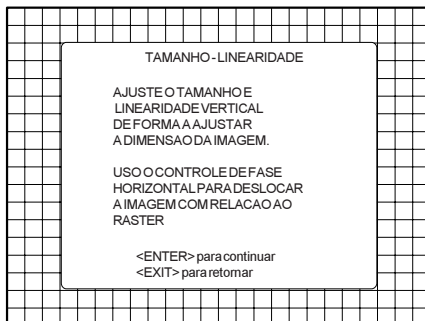 TAMANHO - LINEARIDADE
AJUSTE O TAMANHO E
LINEARIDADE VERTICAL
DE FORMA A AJUSTAR
A DIMENSAO DA IMAGEM.
USO O CONTROLE DE FASE
HORIZONTAL PARA DESLOCAR
A IMAGEM COM RELACAO AO
RASTER
<ENTER> para continuar
<EXIT> para retornar